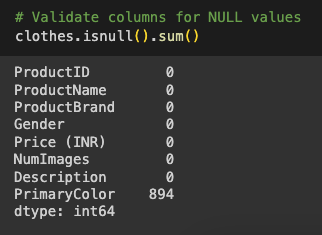 # Validate columns for NULL values
clothes.isnull().sum()
ProductID 0
ProductName 0
ProductBrand 0
Gender 0
Price (INR) 0
NumImages 0
Description 0
PrimaryColor 894
dtype: int64